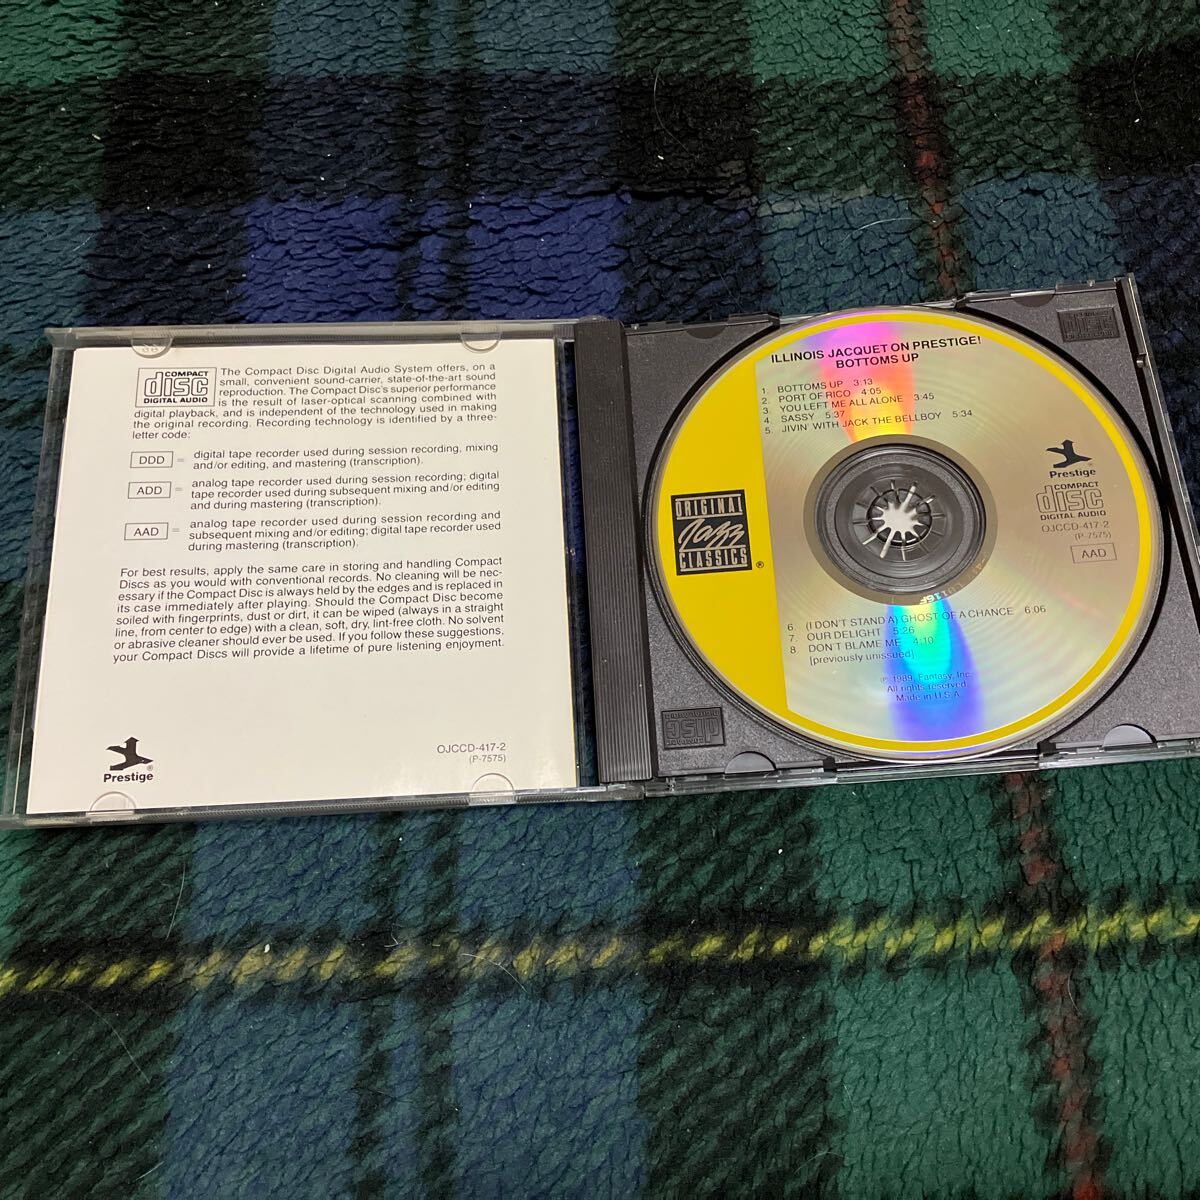 COMPACT
disc
DIGITAL AUDIO
The Compact Disc Digital Audio System offers, on a
small, convenient sound-carrier, state-of-the-art sound
reproduction. The Compact Disc's superior performance
is the result of laser-optical scanning combined with
digital playback, and is independent of the technology used in making
the original recording. Recording technology is identified by a three-
letter code:
DDD = digital tape recorder used during session recording, mixing
and/or editing, and mastering (transcription).
ADD = analog tape recorder used during session recording; digital
tape recorder used during subsequent mixing and/or editing
and during mastering (transcription).
AAD = analog tape recorder used during session recording and
subsequent mixing and/or editing; digital tape recorder used
during mastering (transcription).
For best results, apply the same care in storing and handling Compact
Discs as you would with conventional records. No cleaning will be nec-
essary if the Compact Disc is always held by the edges and is replaced in
its case immediately after playing. Should the Compact Disc become
soiled with fingerprints, dust or dirt, it can be wiped (always in a straight
line, from center to edge) with a clean, soft, dry, lint-free cloth. No solvent
or abrasive cleaner should ever be used. If you follow these suggestions,
your Compact Discs will provide a lifetime of pure listening enjoyment.
Prestige®
OJCCD-417-2
(P-7575)
ILLINOIS JACQUET ON PRESTIGE!
BOTTOMS UP
1. BOTTOMS UP 3:13
2. PORT OF RICO 4:05
3. YOU LEFT ME ALL ALONE 3:45
4. SASSY 5:37
5. JIVIN' WITH JACK THE BELLBOY 5:34
Prestige
COMPACT
disc
DIGITAL AUDIO
OJCCD-417-2
(P-7575)
AAD
ORIGINAL
Jazz
CLASSICS®
6. (I DON'T STAND A) GHOST OF A CHANCE 6:06
7. OUR DELIGHT 5:26
8. DON'T BLAME ME 4:10
[previously unissued]
℗ 1989, Fantasy, Inc.
All rights reserved.
Made in U.S.A.
COMPACT
disc
DIGITAL AUDIO